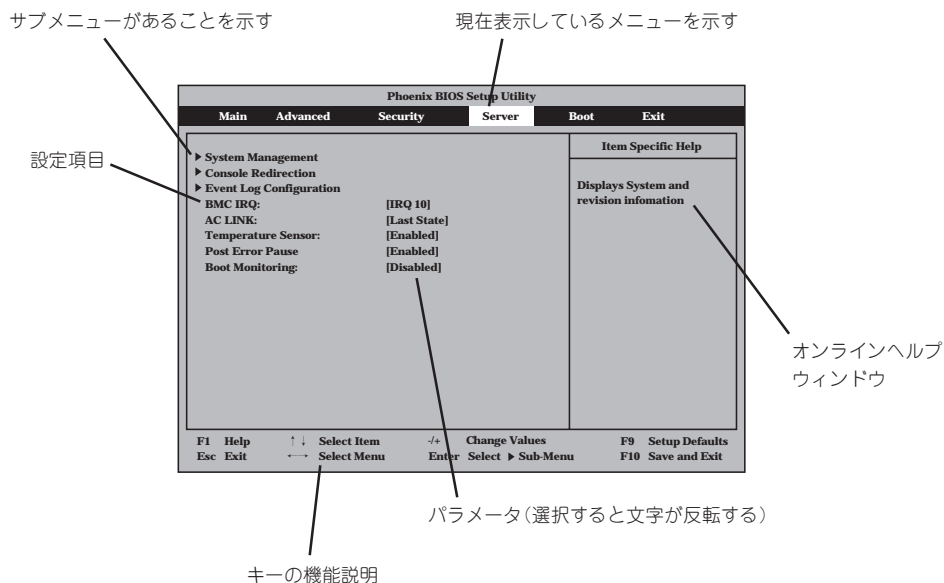 サブメニューがあることを示す
現在表示しているメニューを示す
Phoenix BIOS Setup Utility
Main Advanced Security Server Boot Exit
設定項目
▶ System Management
▶ Console Redirection
▶ Event Log Configuration
BMC IRQ: [IRQ 10]
AC LINK: [Last State]
Temperature Sensor: [Enabled]
Post Error Pause [Enabled]
Boot Monitoring: [Disabled]
Item Specific Help
Displays System and
revision infomation
オンラインヘルプ
ウィンドウ
F1 Help ↑↓ Select Item -/+ Change Values F9 Setup Defaults
Esc Exit ←→ Select Menu Enter Select ▶ Sub-Menu F10 Save and Exit
パラメータ(選択すると文字が反転する)
キーの機能説明